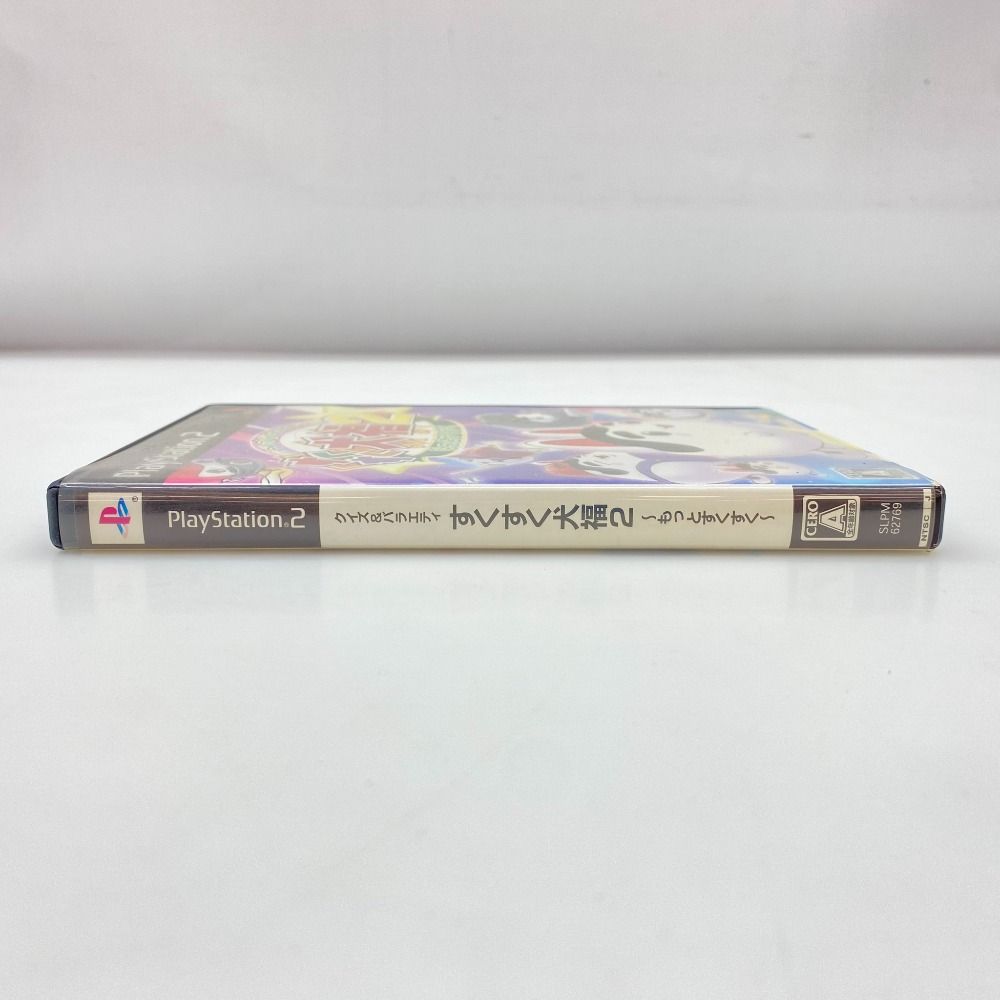 PlayStation 2
PlayStation®2
クイズ&バラエティ すくすく犬福2 ～もっとすくすく～
CERO
A
SLPM
62769
NTSC J